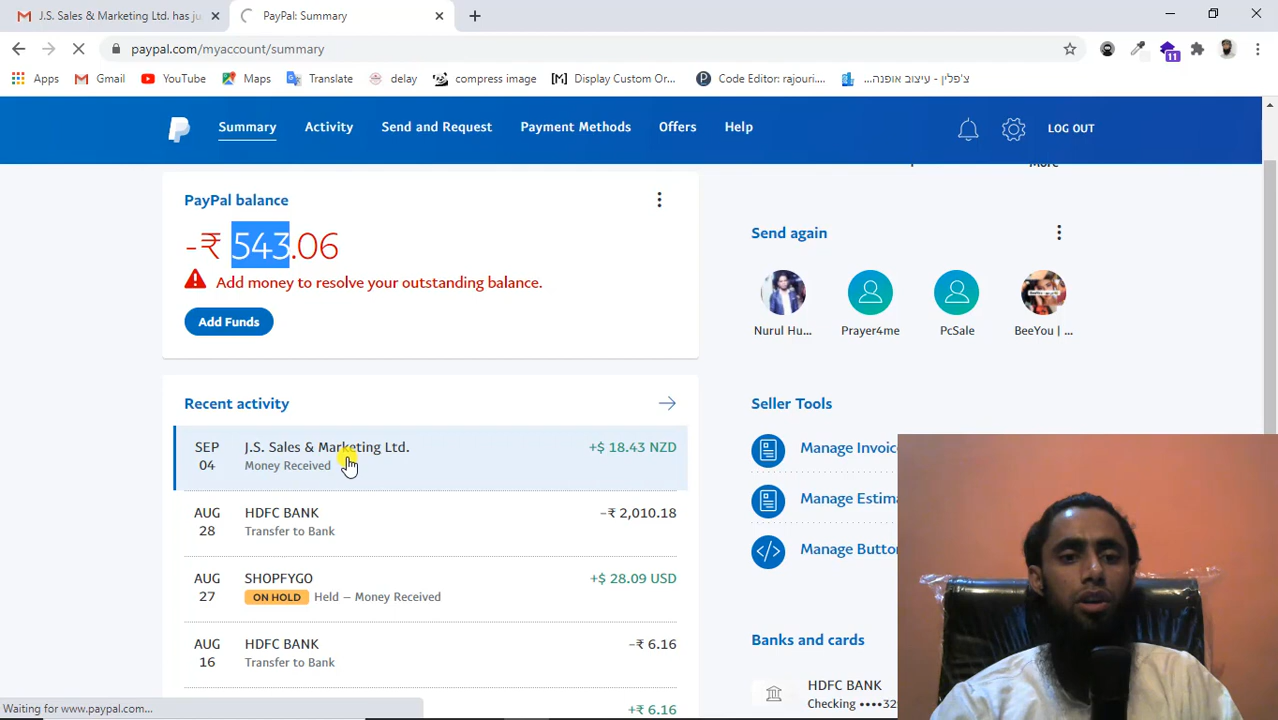 J.S. Sales & Marketing Ltd. has ju
PayPal: Summary
paypal.com/myaccount/summary
11
Apps
Gmail
YouTube
Maps
Translate
delay
compress image
Display Custom Or...
Code Editor: rajouri....
צ'פלין - עיצוב אופנה...
Summary
Activity
Send and Request
Payment Methods
Offers
Help
LOG OUT
More
PayPal balance
-₹ 543.06
Add money to resolve your outstanding balance.
Add Funds
Send again
Nurul Hu...
Prayer4me
PcSale
BeeYou | ...
Recent activity
SEP 04
J.S. Sales & Marketing Ltd.
+$ 18.43 NZD
Money Received
AUG 28
HDFC BANK
-₹ 2,010.18
Transfer to Bank
AUG 27
SHOPFYGO
+$ 28.09 USD
ON HOLD Held – Money Received
AUG 16
HDFC BANK
-₹ 6.16
Transfer to Bank
+₹ 6.16
Seller Tools
Manage Invoic
Manage Estima
Manage Button
Banks and cards
HDFC BANK
Checking ••••32
Waiting for www.paypal.com...